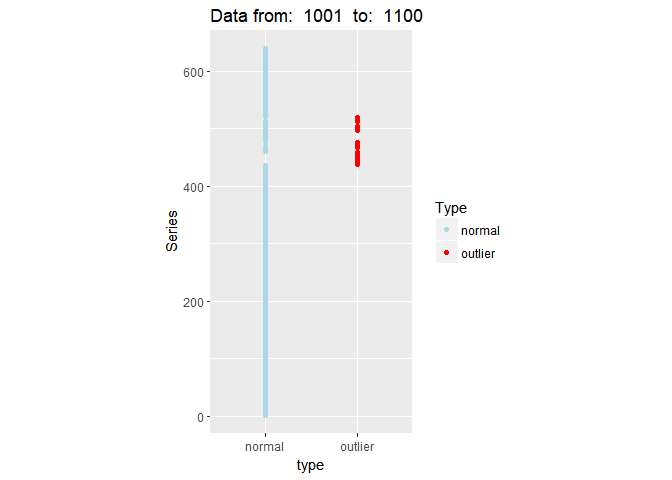 Data from:  1001  to:  1100
600
400
200
0
Series
normal
outlier
type
Type
normal
outlier